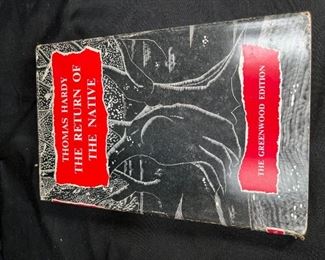 THOMAS HARDY
THE RETURN OF
THE NATIVE
THE GREENWOOD EDITION